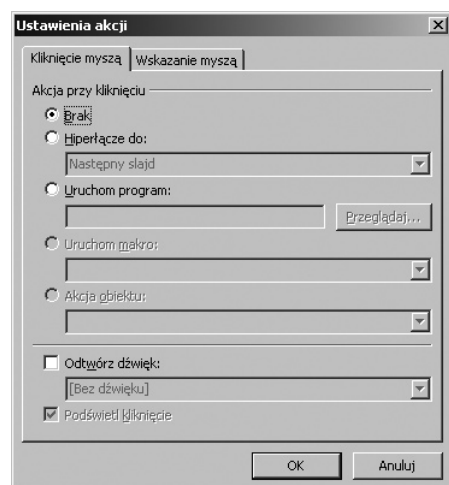 Ustawienia akcji
Kliknięcie myszą Wskazanie myszą
Akcja przy kliknięciu
Brak
Hiperłącze do:
Następny slajd
Uruchom program:
Przeglądaj...
Uruchom makro:
Akcja obiektu:
Odtwórz dźwięk:
[Bez dźwięku]
Podświetl kliknięcie
OK Anuluj